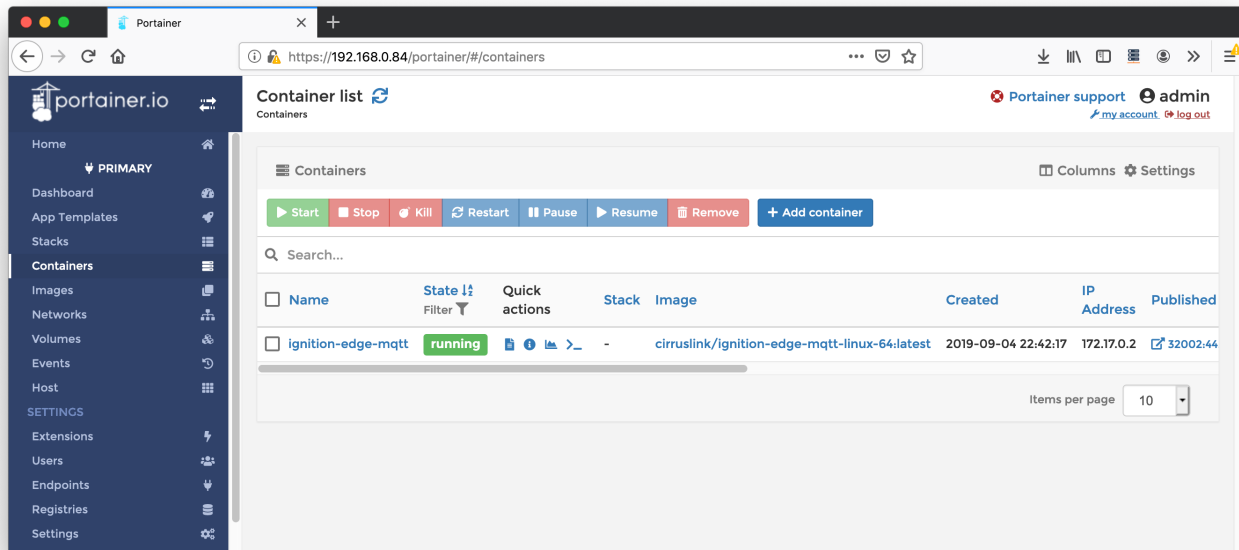 Portainer
https://192.168.0.84/portainer/#/containers
portainer.io
Container list
Containers
Portainer support
admin
my account
log out
Home
PRIMARY
Dashboard
App Templates
Stacks
Containers
Images
Networks
Volumes
Events
Host
SETTINGS
Extensions
Users
Endpoints
Registries
Settings
Containers
Columns Settings
Start Stop Kill Restart Pause Resume Remove + Add container
Search...
Name State Filter Quick actions Stack Image Created IP Address Published
ignition-edge-mqtt running - cirruslink/ignition-edge-mqtt-linux-64:latest 2019-09-04 22:42:17 172.17.0.2 32002:44
Items per page 10